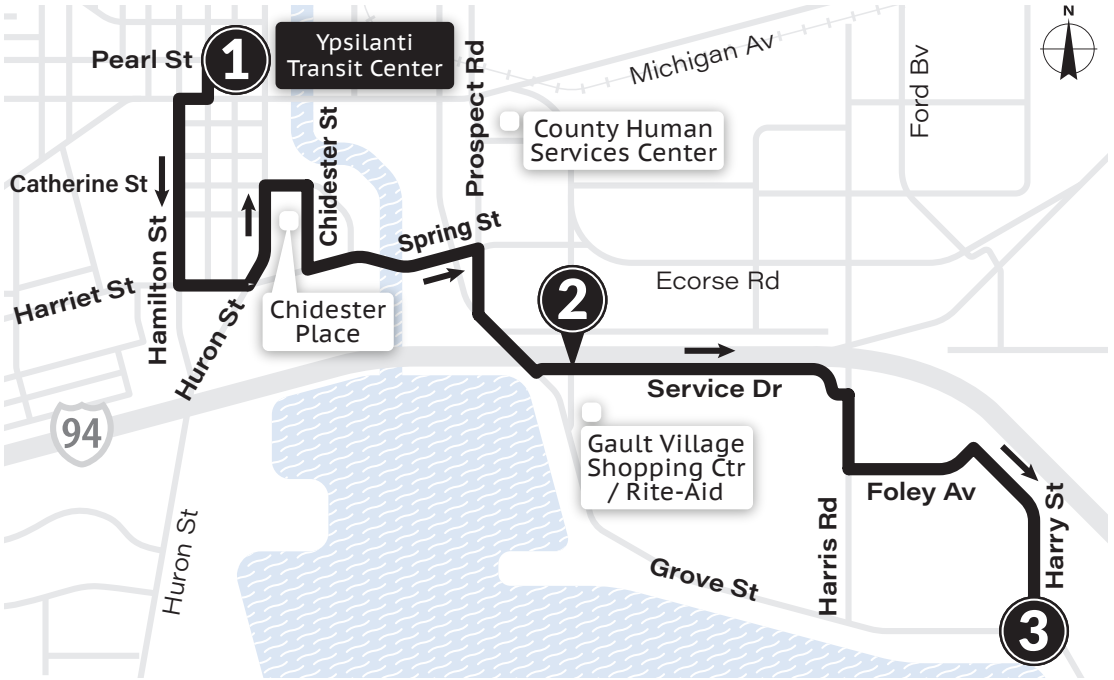 N
Pearl St
1
Ypsilanti
Transit Center
Prospect Rd
Michigan Av
Ford Bv
County Human
Services Center
Chidester St
Catherine St
Hamilton St
Spring St
Harriet St
Huron St
Chidester
Place
2
Ecorse Rd
Service Dr
94
Gault Village
Shopping Ctr
/ Rite-Aid
Foley Av
Harris Rd
Harry St
Huron St
Grove St
3